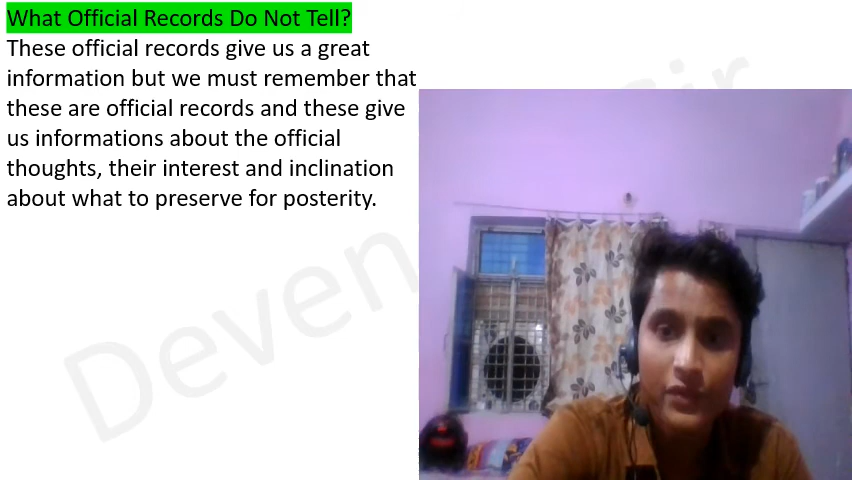 What Official Records Do Not Tell?
These official records give us a great
information but we must remember that
these are official records and these give
us informations about the official
thoughts, their interest and inclination
about what to preserve for posterity.